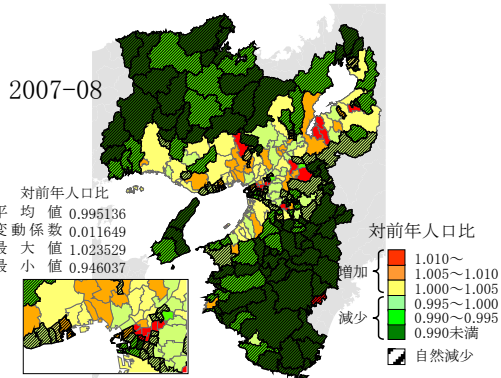 2007-08
対前年人口比
平 均 値 0.995136
変動係数 0.011649
最 大 値 1.023529
最 小 値 0.946037
対前年人口比
増加
1.010～
1.005～1.010
1.000～1.005
減少
0.995～1.000
0.990～0.995
0.990未満
自然減少